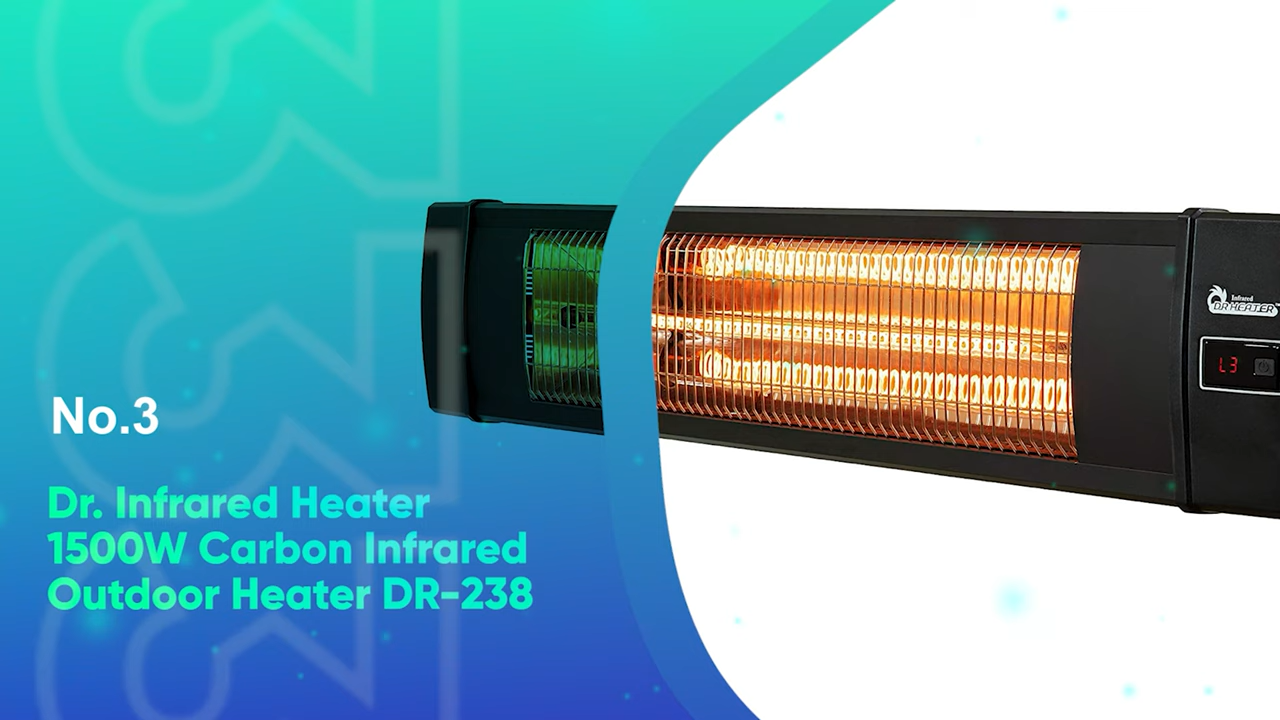 No.3
Dr. Infrared Heater
1500W Carbon Infrared
Outdoor Heater DR-238
Infrared
DR HEATER
L3